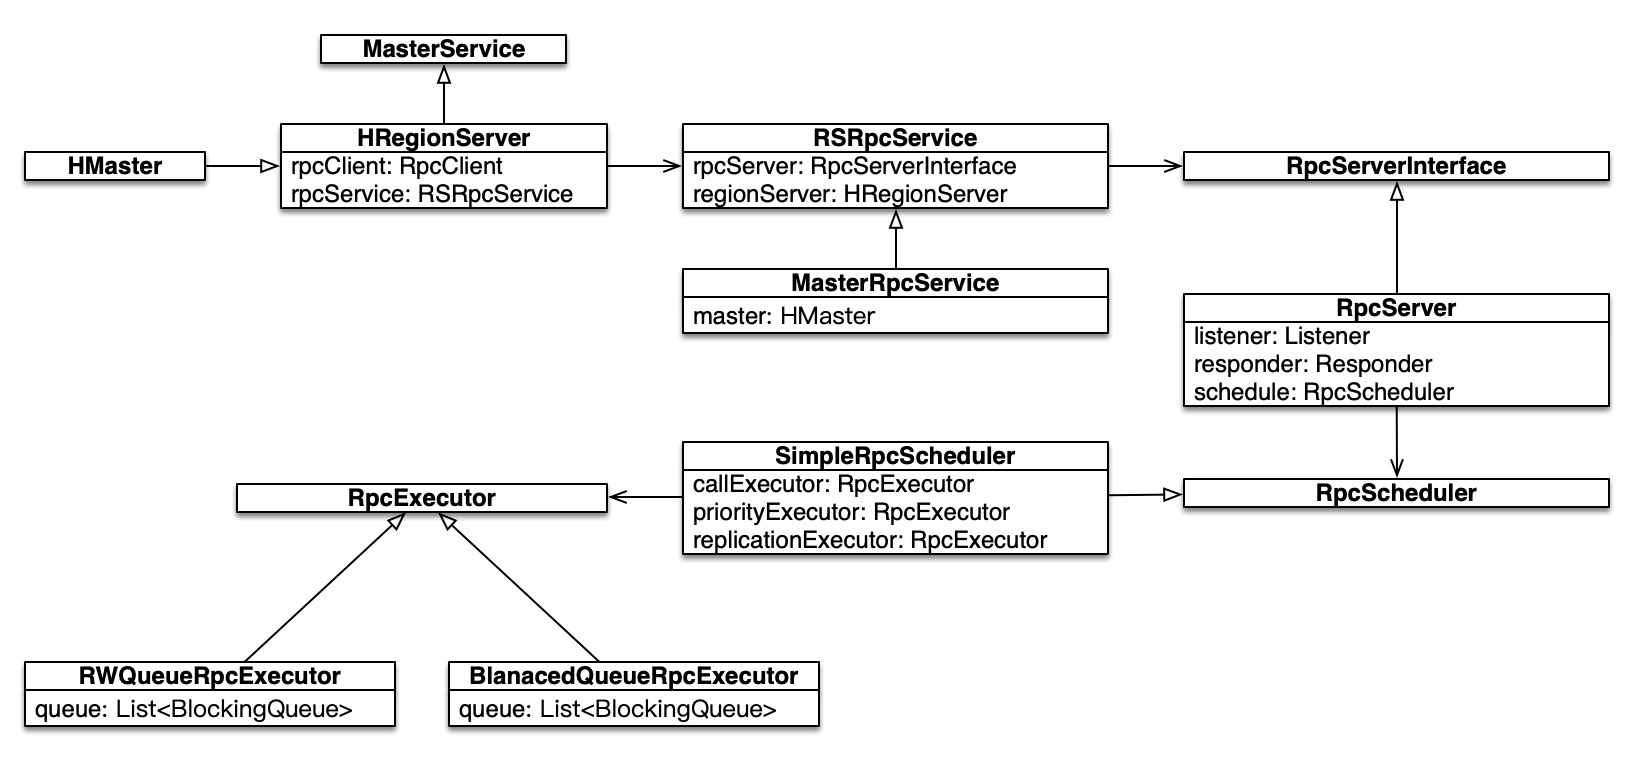 MasterService
HMaster
HRegionServer
rpcClient: RpcClient
rpcService: RSRpcService
RSRpcService
rpcServer: RpcServerInterface
regionServer: HRegionServer
RpcServerInterface
MasterRpcService
master: HMaster
RpcServer
listener: Listener
responder: Responder
schedule: RpcScheduler
SimpleRpcScheduler
callExecutor: RpcExecutor
priorityExecutor: RpcExecutor
replicationExecutor: RpcExecutor
RpcExecutor
RpcScheduler
RWQueueRpcExecutor
queue: List<BlockingQueue>
BlanacedQueueRpcExecutor
queue: List<BlockingQueue>